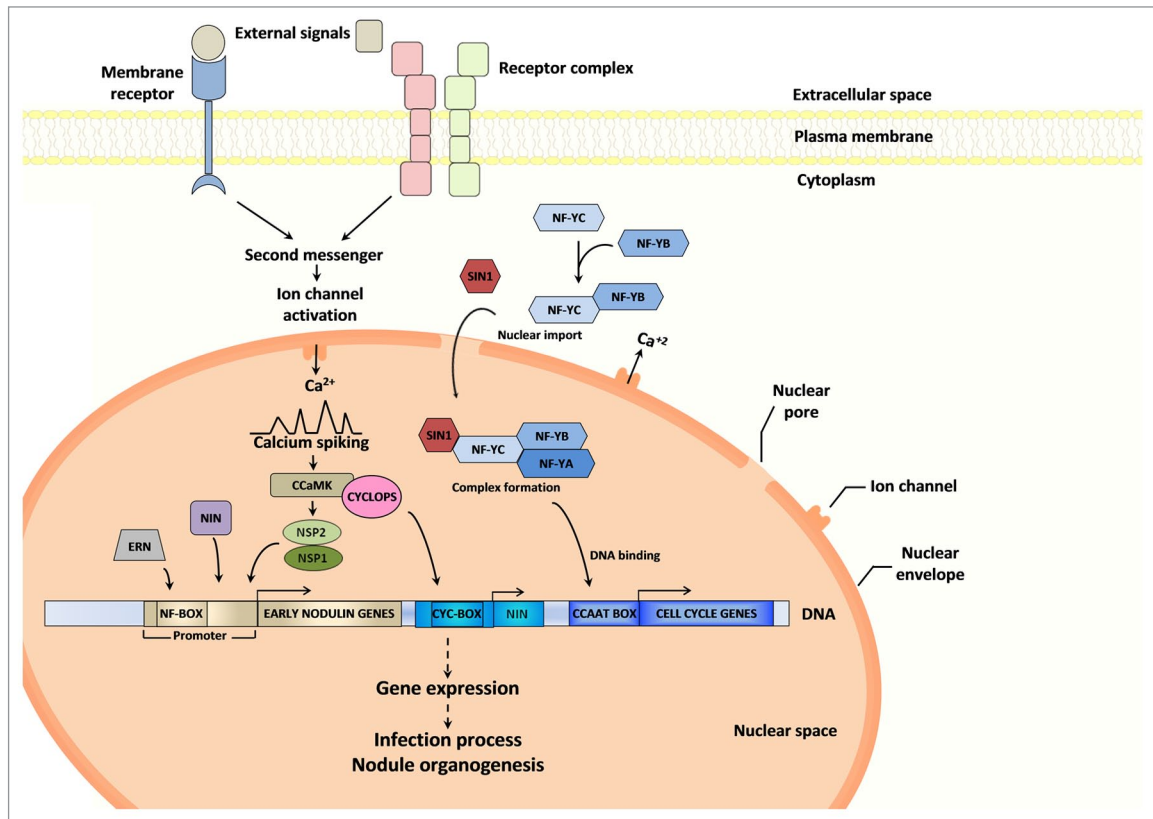 External signals
Membrane
receptor
Receptor complex
Extracellular space
Plasma membrane
Cytoplasm
NF-YC
NF-YB
Second messenger
SIN1
Ion channel
activation
NF-YC
NF-YB
Nuclear import
Ca+2
Ca2+
Nuclear
pore
Calcium spiking
SIN1
NF-YC
NF-YB
NF-YA
Complex formation
CCaMK
CYCLOPS
Ion channel
NIN
NSP2
NSP1
ERN
DNA binding
Nuclear
envelope
NF-BOX
EARLY NODULIN GENES
CYC-BOX
NIN
CCAAT BOX
CELL CYCLE GENES
DNA
Promoter
Gene expression
Infection process
Nodule organogenesis
Nuclear space